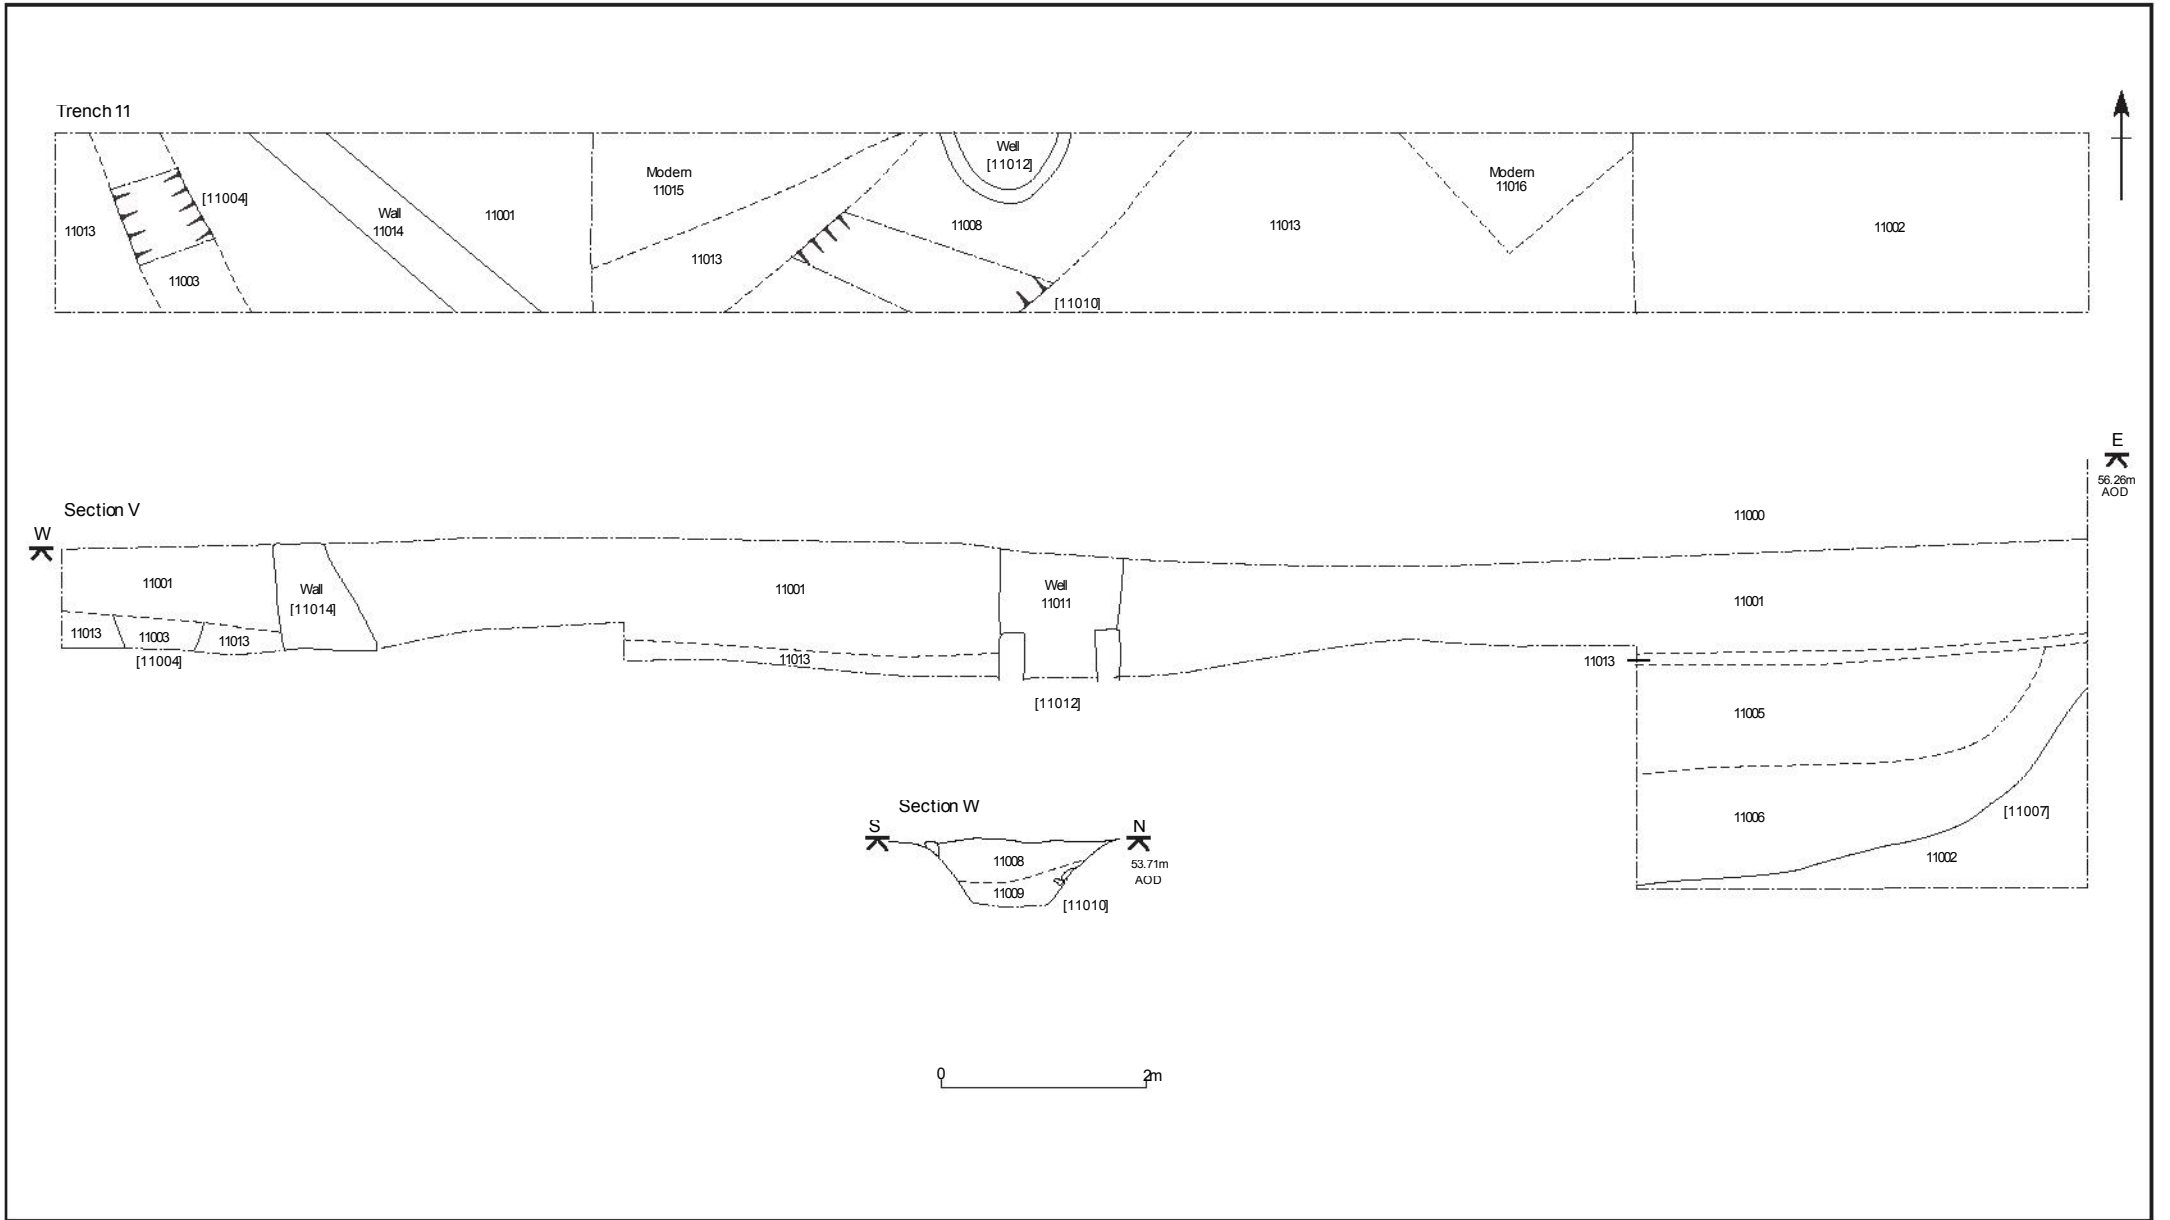 Trench 11
Well
[11012]
Modern
11015
Modern
11016
[11004]
Wall
11014
11001
11008
11013
11002
11013
11013
11003
[11010]
E
56.26m
AOD
Section V
W
11000
11001
Wall
[11014]
11001
Well
11011
11001
11013
11003
11013
[11004]
11013
11013
[11012]
11005
Section W
S
N
11006
[11007]
11008
53.71m
AOD
11002
11009
[11010]
0
2m